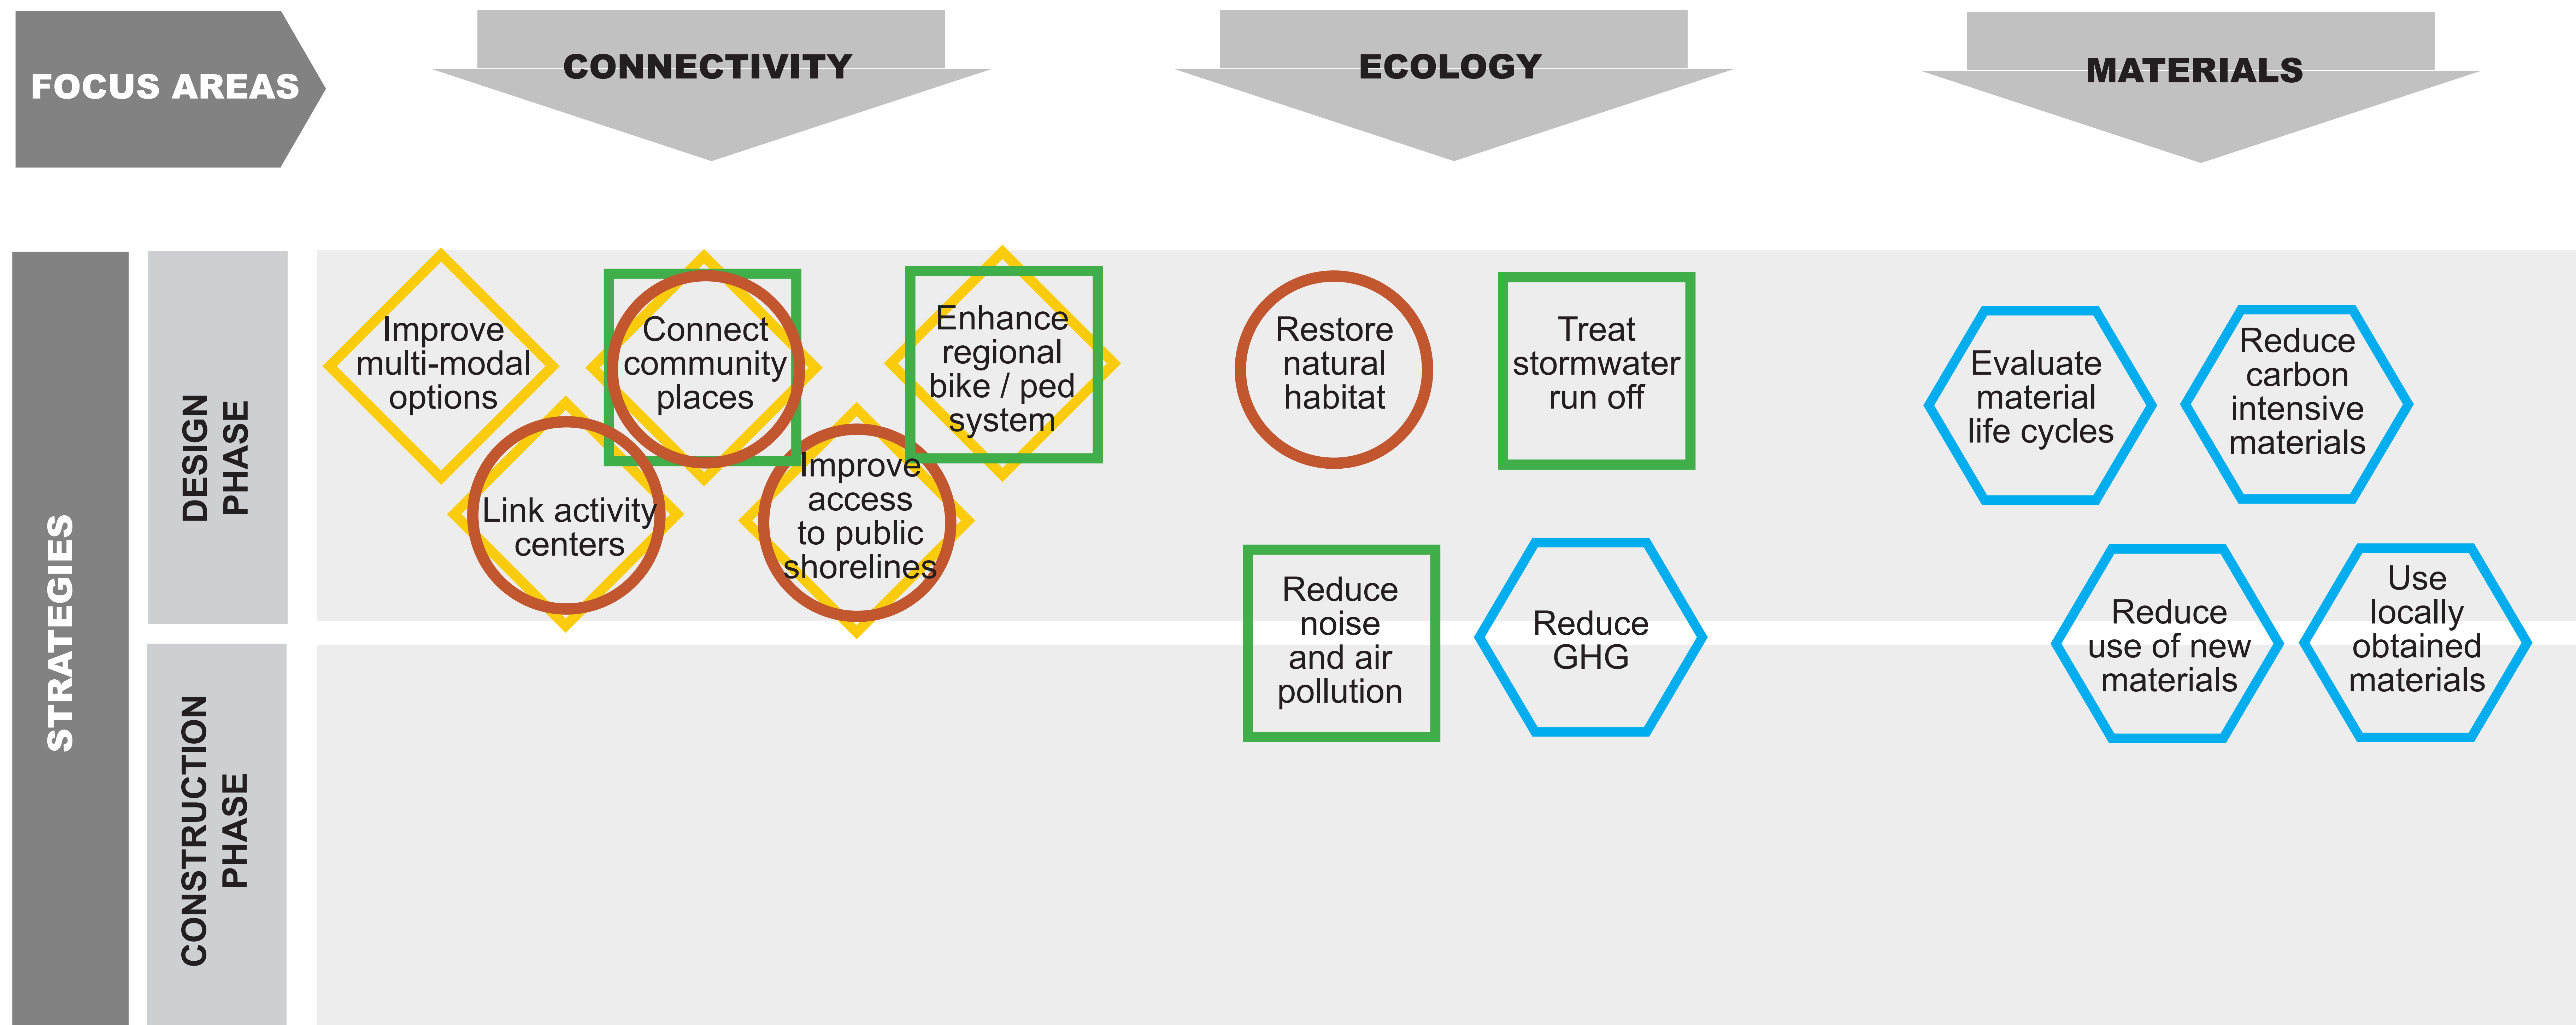 FOCUS AREAS
CONNECTIVITY
ECOLOGY
MATERIALS
STRATEGIES
DESIGN
PHASE
Improve
multi-modal
options
Connect
community
places
Enhance
regional
bike / ped
system
Link activity
centers
Improve
access
to public
shorelines
Restore
natural
habitat
Treat
stormwater
run off
Reduce
noise
and air
pollution
Reduce
GHG
Evaluate
material
life cycles
Reduce
carbon
intensive
materials
Reduce
use of new
materials
Use
locally
obtained
materials
CONSTRUCTION
PHASE